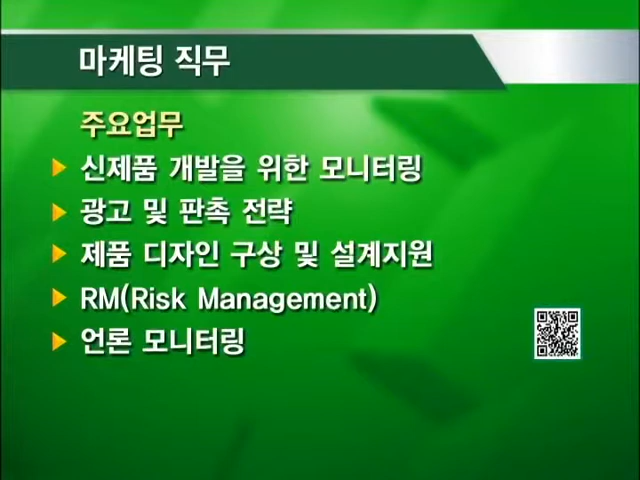 마케팅 직무
주요업무
신제품 개발을 위한 모니터링
광고 및 판촉 전략
제품 디자인 구상 및 설계지원
RM(Risk Management)
언론 모니터링